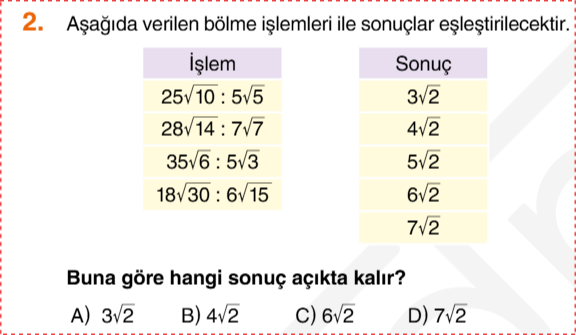 2. Aşağıda verilen bölme işlemleri ile sonuçlar eşleştirilecektir.
İşlem Sonuç
25√10 : 5√5 3√2
28√14 : 7√7 4√2
35√6 : 5√3 5√2
18√30 : 6√15 6√2
7√2
Buna göre hangi sonuç açıkta kalır?
A) 3√2 B) 4√2 C) 6√2 D) 7√2